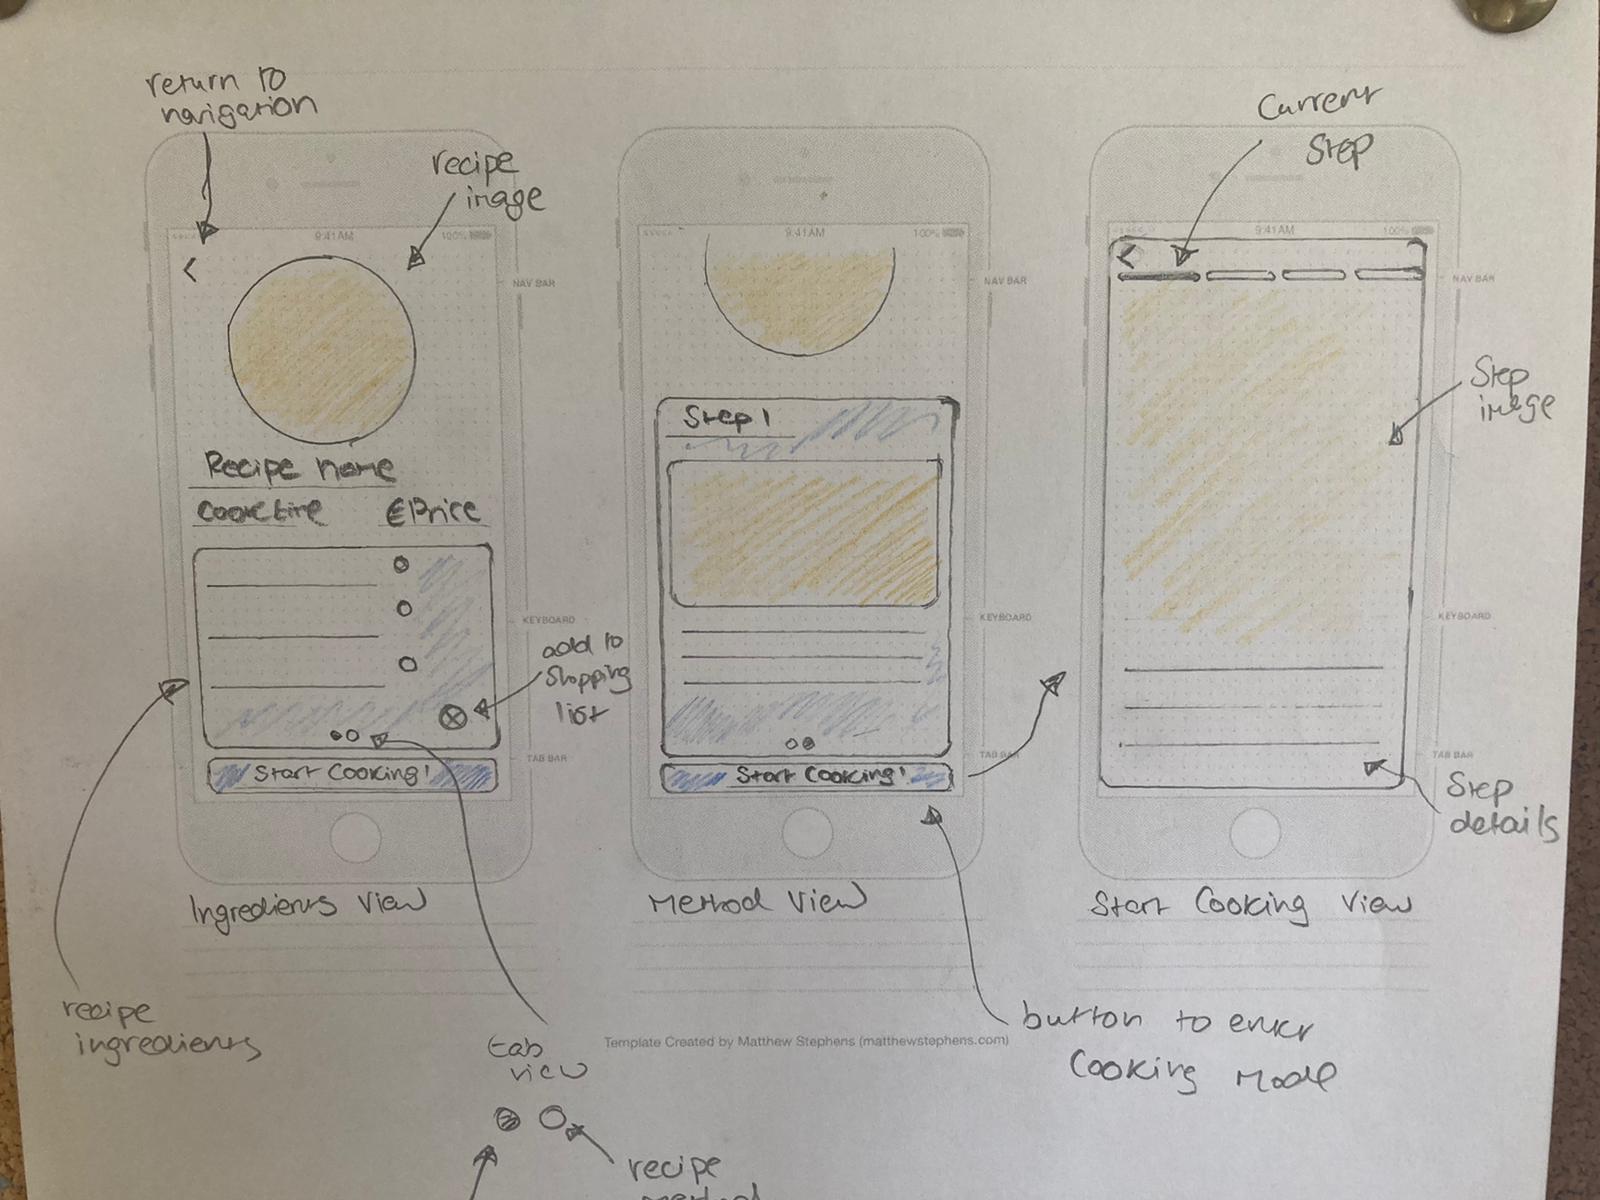 return to
navigation
recipe
image
Current
Step
9:41 AM
100%
NAV BAR
Recipe name
Cook time
£Price
KEYBOARD
add to
Shopping
list
TAB BAR
Start Cooking!
Ingredients View
9:41 AM
100%
NAV BAR
Step 1
KEYBOARD
TAB BAR
Start Cooking!
Method View
9:41 AM
100%
NAV BAR
Step
image
KEYBOARD
TAB BAR
Step
details
Start Cooking View
recipe
ingredients
tab
view
Template Created by Matthew Stephens (matthewstephens.com)
button to enter
Cooking Mode
recipe
method